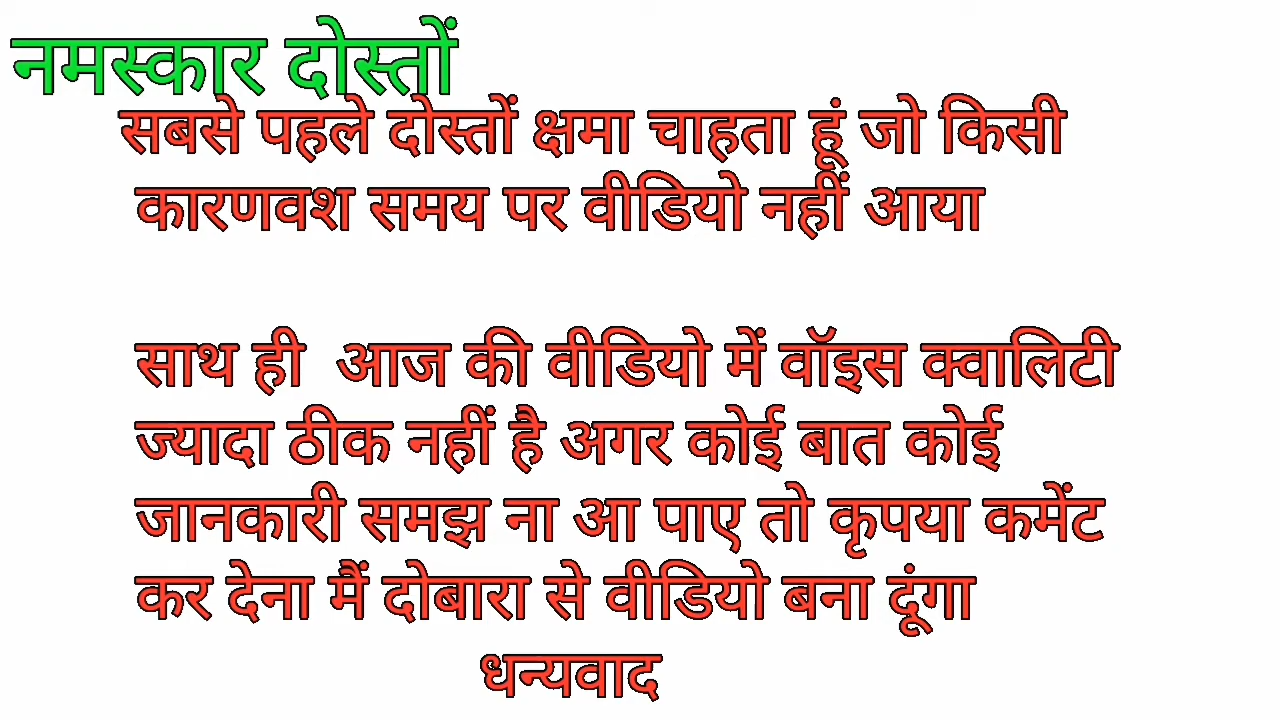 नमस्कार दोस्तों
सबसे पहले दोस्तों क्षमा चाहता हूं जो किसी
कारणवश समय पर वीडियो नहीं आया
साथ ही आज की वीडियो में वॉइस क्वालिटी
ज्यादा ठीक नहीं है अगर कोई बात कोई
जानकारी समझ ना आ पाए तो कृपया कमेंट
कर देना मैं दोबारा से वीडियो बना दूंगा
धन्यवाद